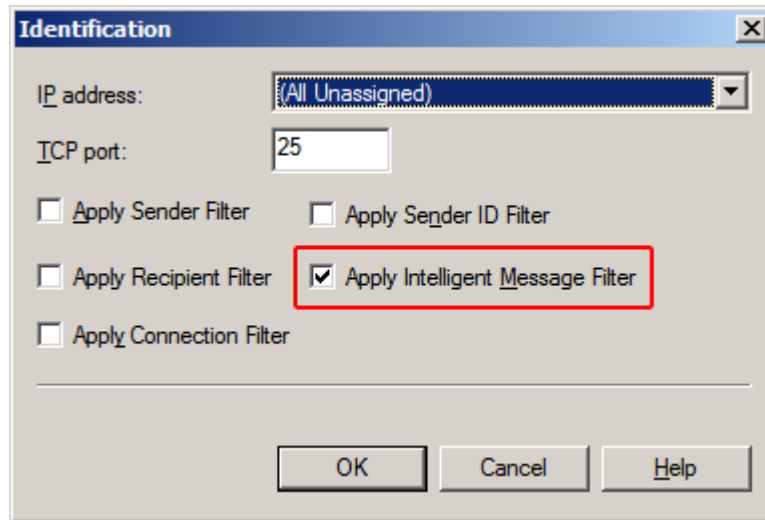 Identification
IP address: (All Unassigned)
TCP port: 25
Apply Sender Filter Apply Sender ID Filter
Apply Recipient Filter Apply Intelligent Message Filter
Apply Connection Filter
OK Cancel Help